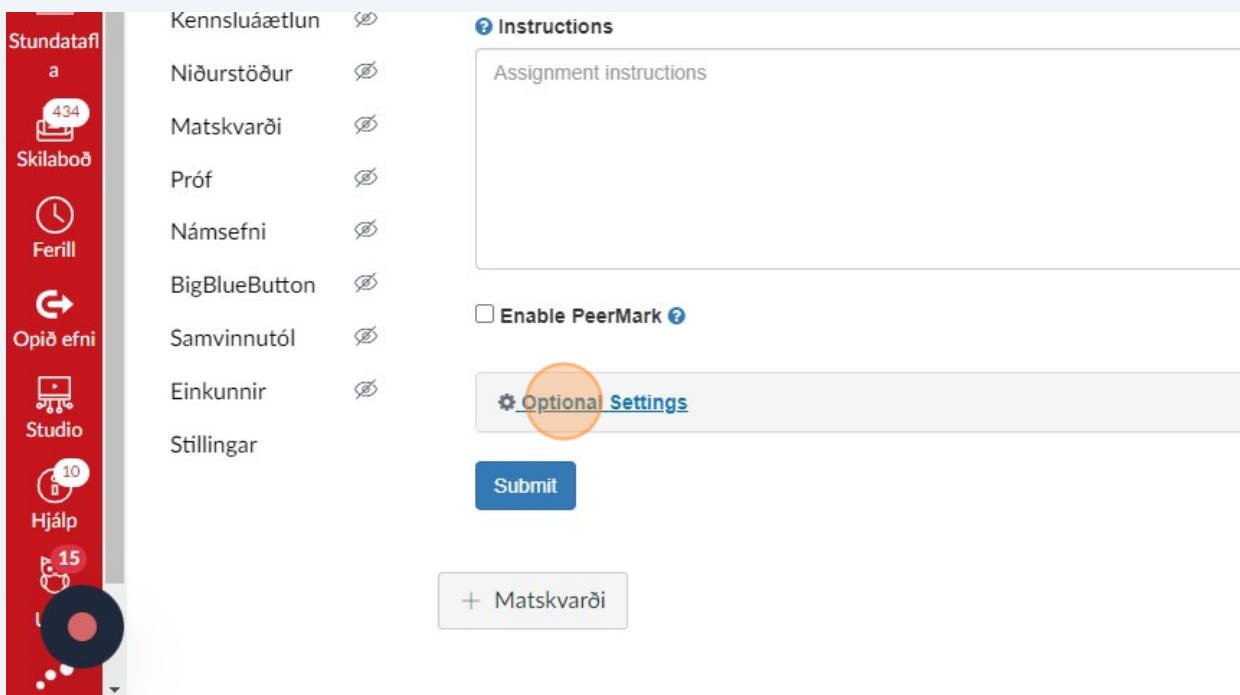 Stundatafl
a
434
Skilaboð
Ferill
Opið efni
Studio
10
Hjálp
15
Kennsluáætlun
Niðurstöður
Matskvarði
Próf
Námsefni
BigBlueButton
Samvinnutól
Einkunnir
Stillingar
Instructions
Assignment instructions
Enable PeerMark
Optional Settings
Submit
+ Matskvarði